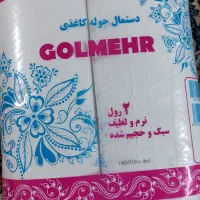 دستمال حوله کاغذی
GOLMEHR
۲ رول
نرم و لطیف
سبک و حجیم شده